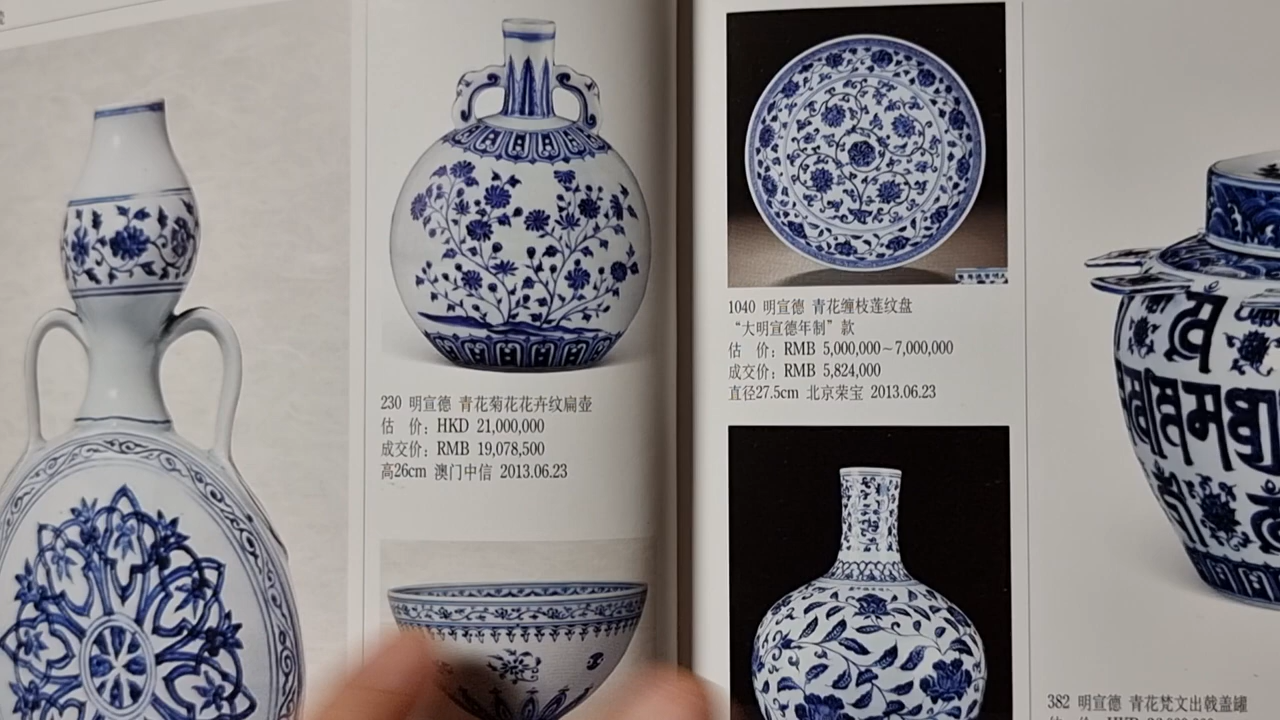 230 明宣德 青花菊花花卉纹扁壶
估 价：HKD 21,000,000
成交价：RMB 19,078,500
高26cm 澳门中信 2013.06.23
1040 明宣德 青花缠枝莲纹盘
“大明宣德年制”款
估 价：RMB 5,000,000~7,000,000
成交价：RMB 5,824,000
直径27.5cm 北京荣宝 2013.06.23
382 明宣德 青花梵文出戟盖罐